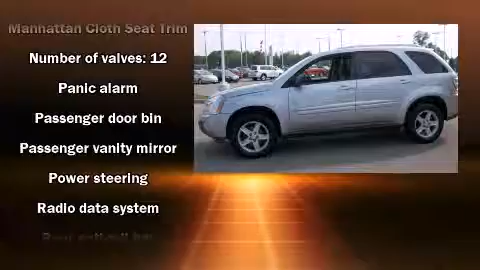 Manhattan Cloth Seat Trim
Number of valves: 12
Panic alarm
Passenger door bin
Passenger vanity mirror
Power steering
Radio data system